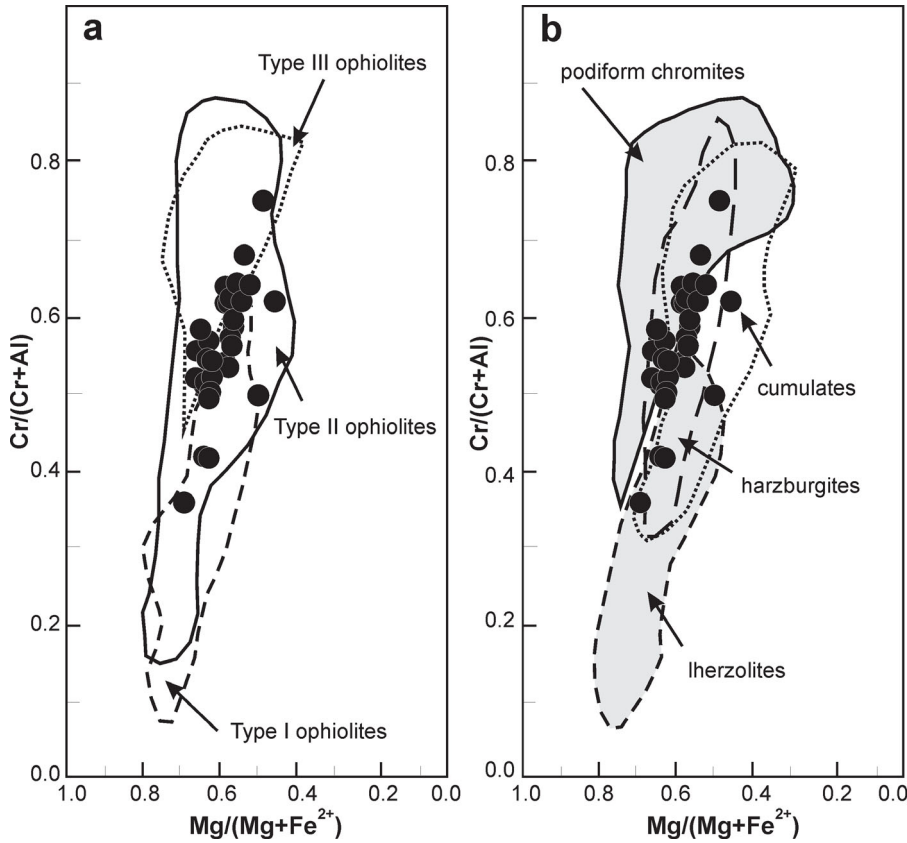 a
Type III ophiolites
0.8
0.6
Cr/(Cr+Al)
Type II ophiolites
0.4
0.2
Type I ophiolites
0.0
1.0 0.8 0.6 0.4 0.2 0.0
Mg/(Mg+Fe²⁺)
b
podiform chromites
0.8
0.6
Cr/(Cr+Al)
cumulates
0.4
harzburgites
0.2
lherzolites
0.0
1.0 0.8 0.6 0.4 0.2 0.0
Mg/(Mg+Fe²⁺)